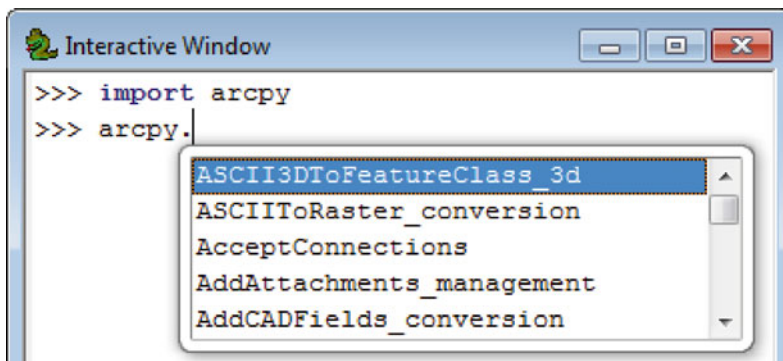 Interactive Window
>>> import arcpy
>>> arcpy.
ASCII3DToFeatureClass_3d
ASCIIToRaster_conversion
AcceptConnections
AddAttachments_management
AddCADFields_conversion